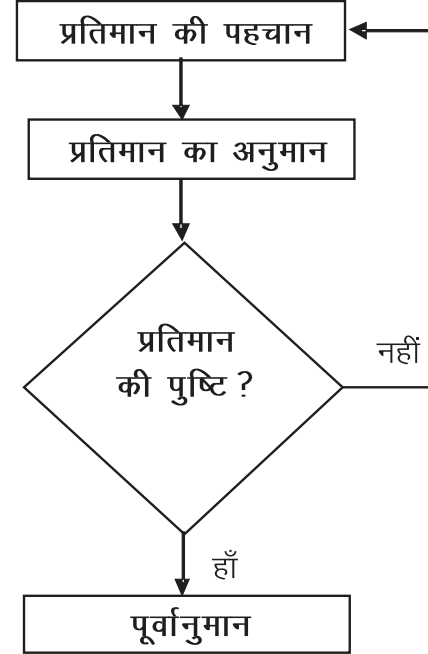 प्रतिमान की पहचान
प्रतिमान का अनुमान
प्रतिमान
की पुष्टि ?
नहीं
हाँ
पूर्वानुमान